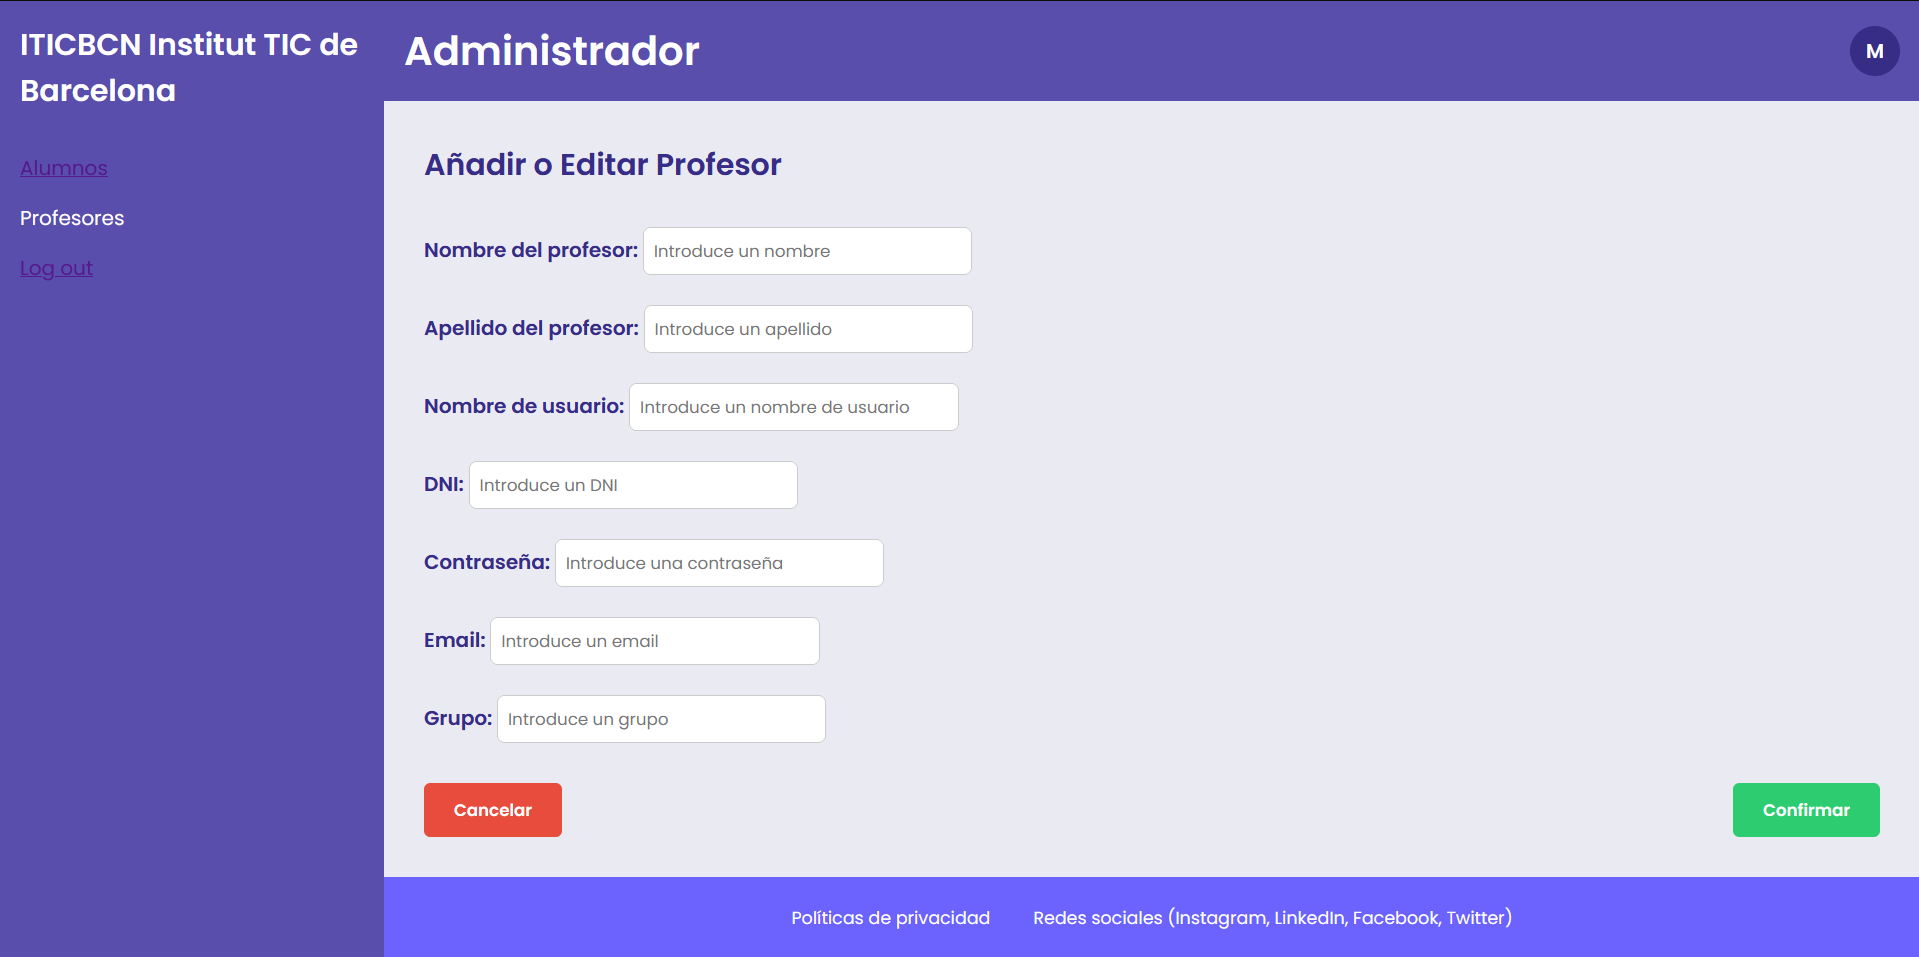 ITICBCN Institut TIC de
Barcelona
Alumnos
Profesores
Log out
Administrador
M
Añadir o Editar Profesor
Nombre del profesor: Introduce un nombre
Apellido del profesor: Introduce un apellido
Nombre de usuario: Introduce un nombre de usuario
DNI: Introduce un DNI
Contraseña: Introduce una contraseña
Email: Introduce un email
Grupo: Introduce un grupo
Cancelar
Confirmar
Políticas de privacidad
Redes sociales (Instagram, LinkedIn, Facebook, Twitter)